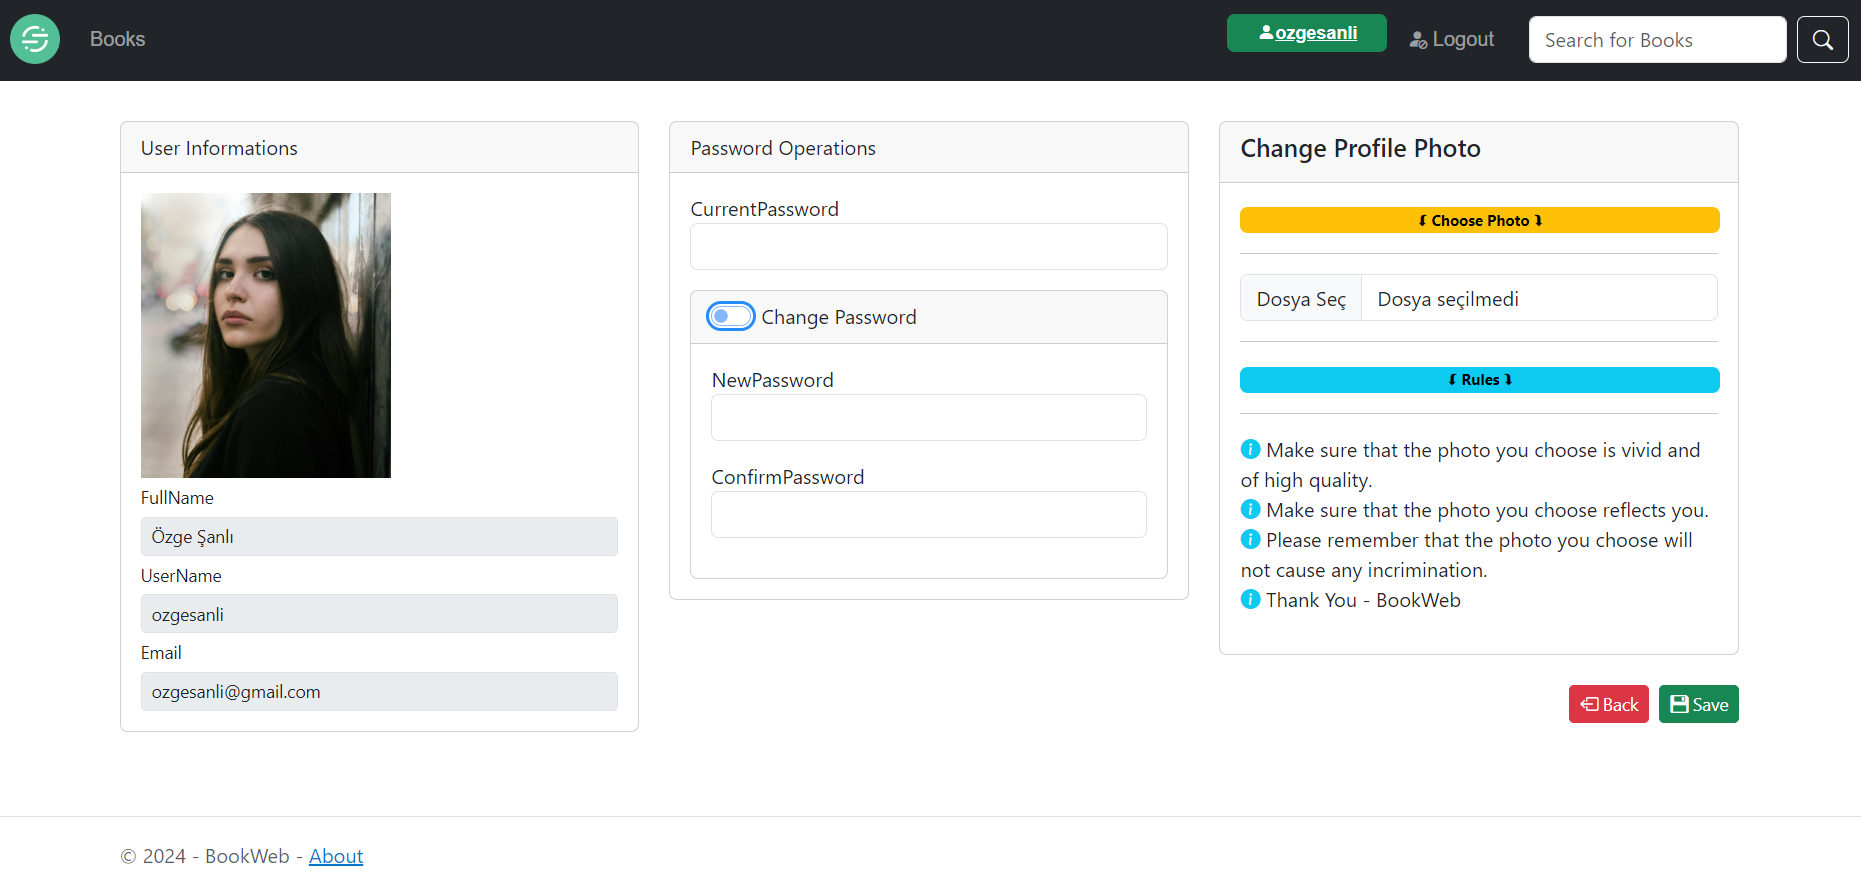 Books
ozgesanli
Logout
Search for Books
User Informations
FullName
Özge Şanlı
UserName
ozgesanli
Email
ozgesanli@gmail.com
Password Operations
CurrentPassword
Change Password
NewPassword
ConfirmPassword
Change Profile Photo
⮮ Choose Photo ⮯
Dosya Seç Dosya seçilmedi
⮮ Rules ⮯
Make sure that the photo you choose is vivid and
of high quality.
Make sure that the photo you choose reflects you.
Please remember that the photo you choose will
not cause any incrimination.
Thank You - BookWeb
Back Save
© 2024 - BookWeb - About